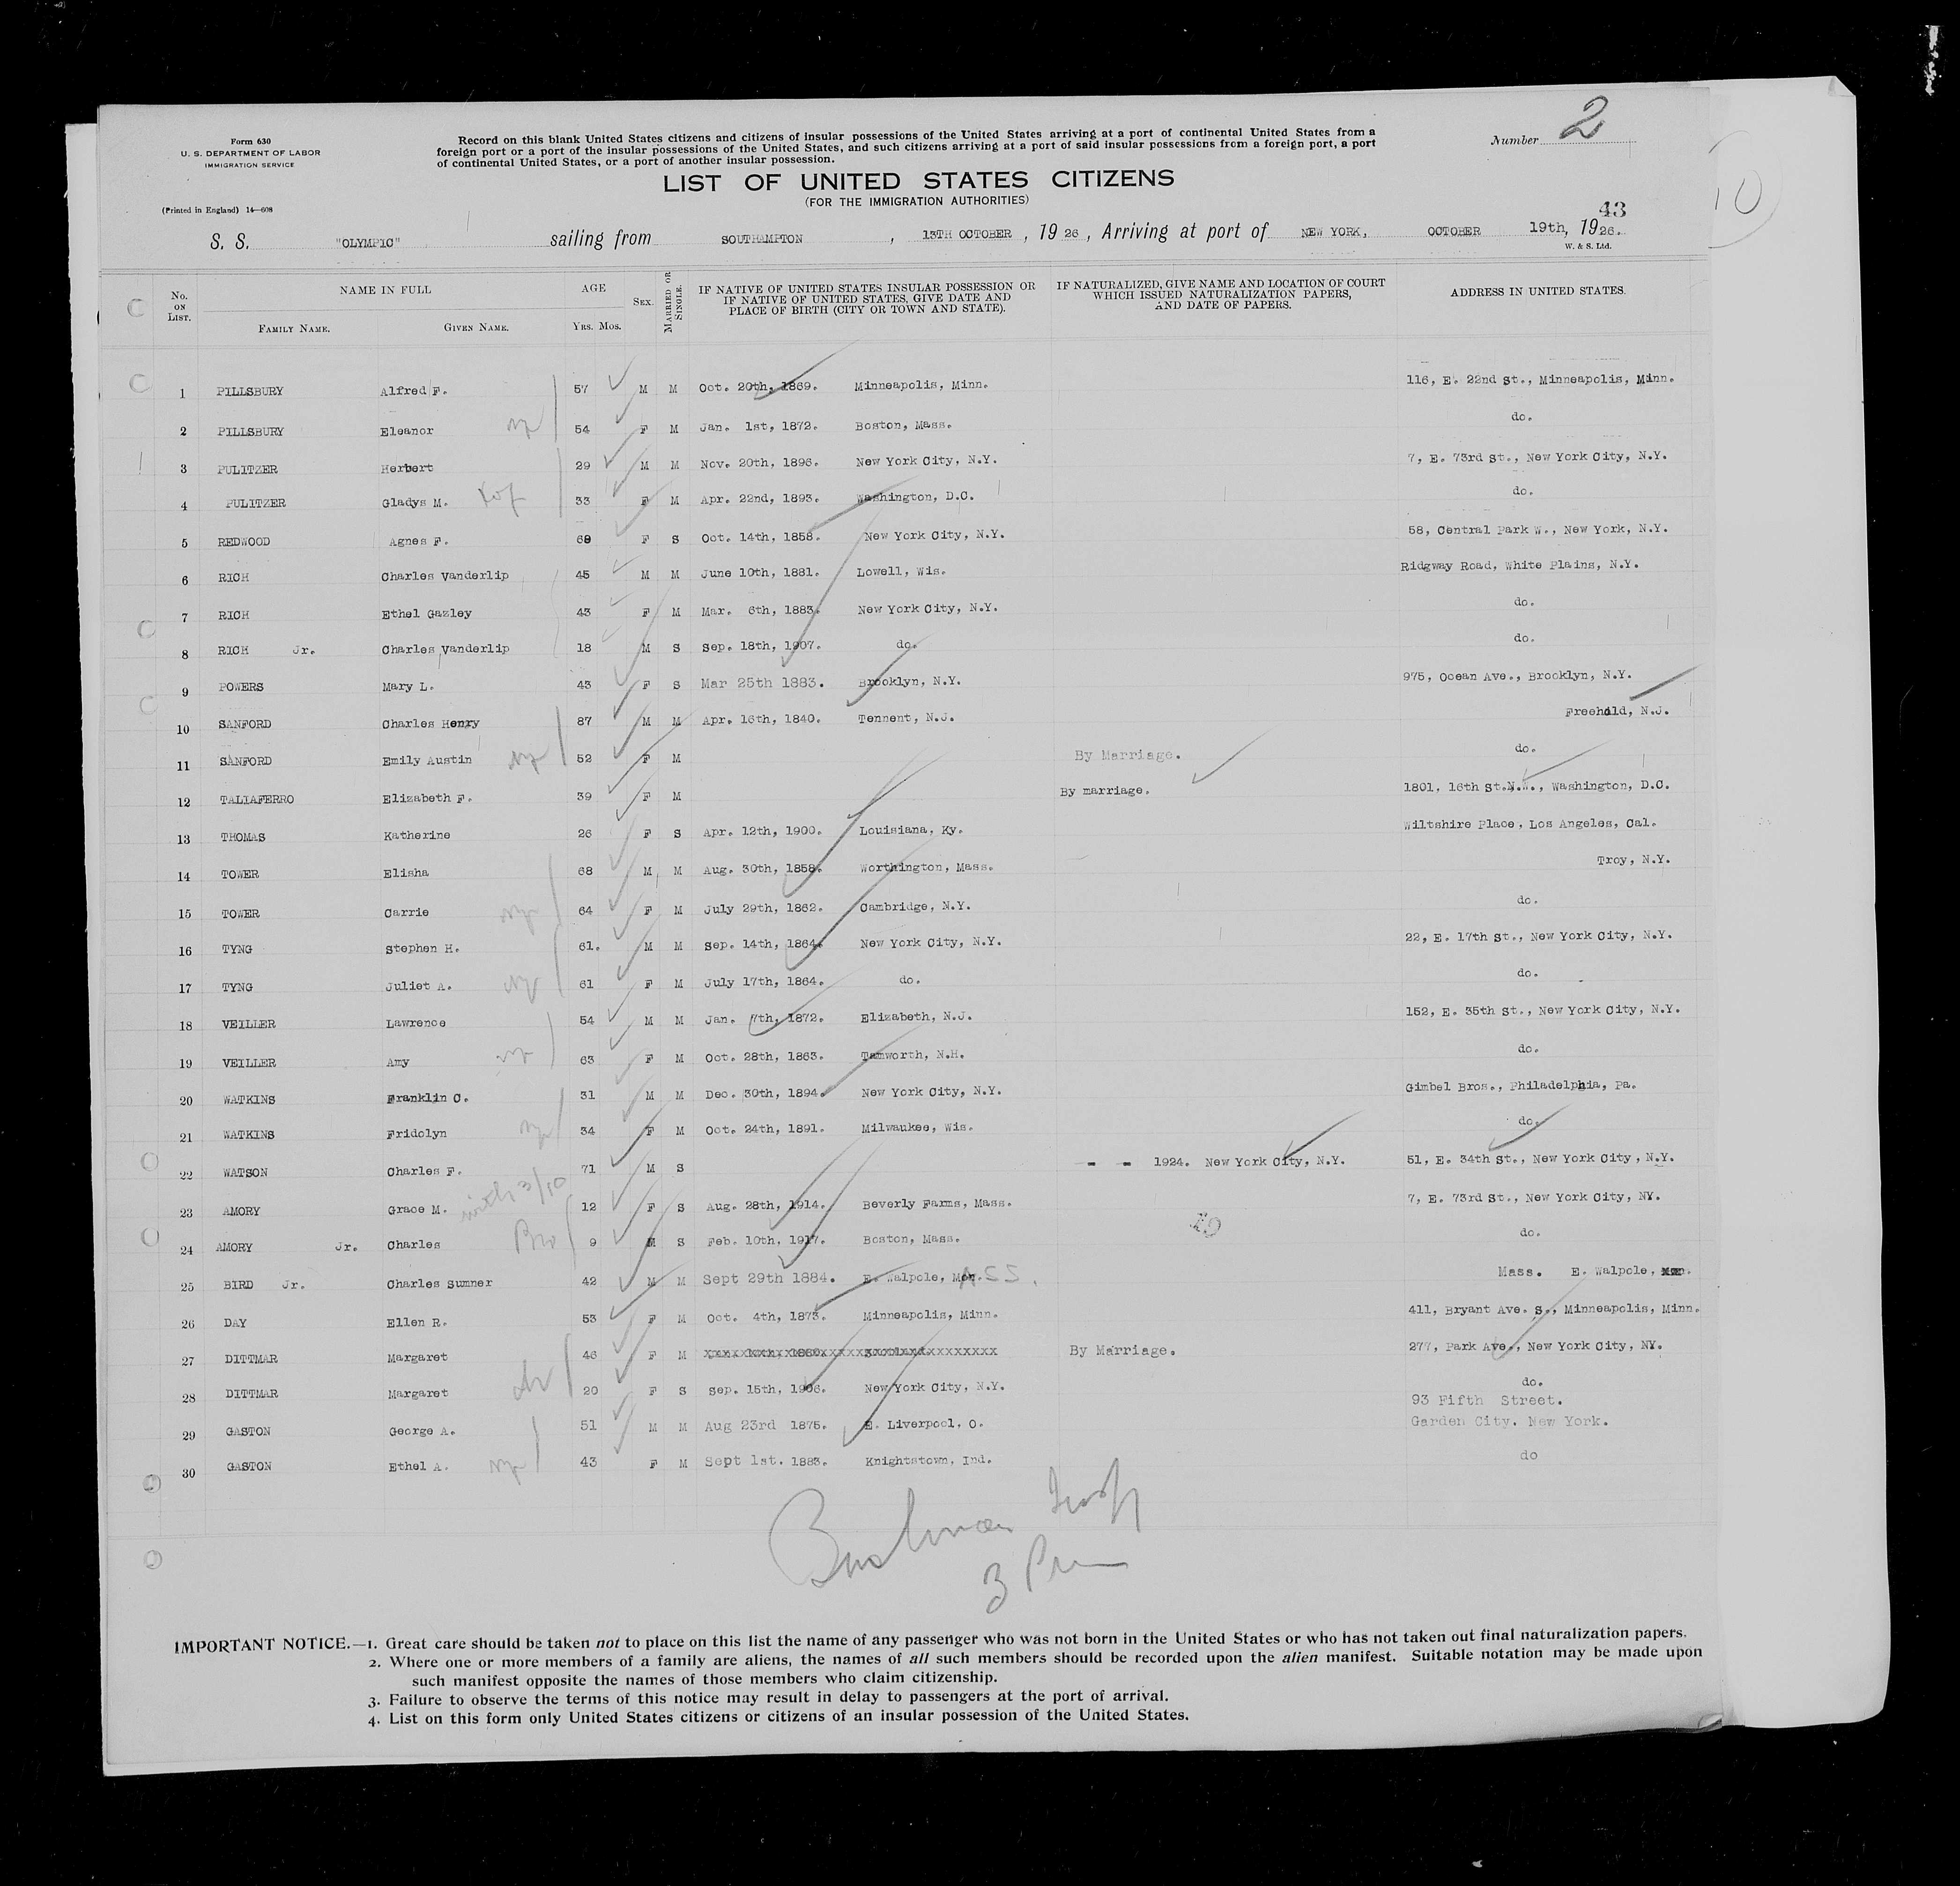 Form 630
U. S. DEPARTMENT OF LABOR
IMMIGRATION SERVICE
(Printed in England) 14—608
Record on this blank United States citizens and citizens of insular possessions of the United States arriving at a port of continental United States from a
foreign port or a port of the insular possessions of the United States, and such citizens arriving at a port of said insular possessions from a foreign port, a port
of continental United States, or a port of another insular possession.
Number 2
10
LIST OF UNITED STATES CITIZENS
(FOR THE IMMIGRATION AUTHORITIES)
43
S. S. "OLYMPIC" sailing from SOUTHAMPTON, 13TH OCTOBER, 1926, Arriving at port of NEW YORK, OCTOBER 19th, 1926.
W. & S. Ltd.
No. ON LIST. NAME IN FULL FAMILY NAME. GIVEN NAME. AGE YRS. MOS. SEX. MARRIED OR SINGLE. IF NATIVE OF UNITED STATES INSULAR POSSESSION OR IF NATIVE OF UNITED STATES, GIVE DATE AND PLACE OF BIRTH (CITY OR TOWN AND STATE). IF NATURALIZED, GIVE NAME AND LOCATION OF COURT WHICH ISSUED NATURALIZATION PAPERS, AND DATE OF PAPERS. ADDRESS IN UNITED STATES.
1 PILLSBURY Alfred F. 57 M M Oct. 20th, 1869. Minneapolis, Minn. 116, E. 22nd St., Minneapolis, Minn.
2 PILLSBURY Eleanor 54 F M Jan. 1st, 1872. Boston, Mass. do.
3 PULITZER Herbert 29 M M Nov. 20th, 1896. New York City, N.Y. 7, E. 73rd St., New York City, N.Y.
4 PULITZER Gladys M. 33 F M Apr. 22nd, 1893. Washington, D.C. do.
5 REDWOOD Agnes F. 68 F S Oct. 14th, 1858. New York City, N.Y. 58, Central Park W., New York, N.Y.
6 RICH Charles Vanderlip 45 M M June 10th, 1881. Lowell, Wis. Ridgway Road, White Plains, N.Y.
7 RICH Ethel Gazley 43 F M Mar. 6th, 1883. New York City, N.Y. do.
8 RICH Jr. Charles Vanderlip 18 M S Sep. 18th, 1907. do. do.
9 POWERS Mary L. 43 F S Mar 25th 1883. Brooklyn, N.Y. 975, Ocean Ave., Brooklyn, N.Y.
10 SANFORD Charles Henry 87 M M Apr. 16th, 1840. Tennent, N.J. Freehold, N.J.
11 SANFORD Emily Austin 52 F M By Marriage. do.
12 TALIAFERRO Elizabeth F. 39 F M By marriage. 1801, 16th St.N.W., Washington, D.C.
13 THOMAS Katherine 26 F S Apr. 12th, 1900. Louisiana, Ky. Wiltshire Place, Los Angeles, Cal.
14 TOWER Elisha 68 M M Aug. 30th, 1858. Worthington, Mass. Troy, N.Y.
15 TOWER Carrie 64 F M July 29th, 1862. Cambridge, N.Y. do.
16 TYNG Stephen H. 61. M M Sep. 14th, 1864. New York City, N.Y. 22, E. 17th St., New York City, N.Y.
17 TYNG Juliet A. 61 F M July 17th, 1864. do. do.
18 VEILLER Lawrence 54 M M Jan. 7th, 1872. Elizabeth, N.J. 152, E. 35th St., New York City, N.Y.
19 VEILLER Amy 63 F M Oct. 28th, 1863. Tamworth, N.H. do.
20 WATKINS Franklin C. 31 M M Dec. 30th, 1894. New York City, N.Y. Gimbel Bros., Philadelphia, Pa.
21 WATKINS Fridolyn 34 F M Oct. 24th, 1891. Milwaukee, Wis. do.
22 WATSON Charles F. 71 M S - - 1924. New York City, N.Y. 51, E. 34th St., New York City, N.Y.
with 3/10
23 AMORY Grace M. 12 F S Aug. 28th, 1914. Beverly Farms, Mass. 7, E. 73rd St., New York City, NY.
24 AMORY Jr. Charles 9 M S Feb. 10th, 1917. Boston, Mass. do.
25 BIRD Jr. Charles Sumner 42 M M Sept 29th 1884. E. Walpole, Mass. Mass. E. Walpole,
26 DAY Ellen R. 53 F M Oct. 4th, 1873. Minneapolis, Minn. 411, Bryant Ave. S., Minneapolis, Minn.
27 DITTMAR Margaret 46 F M By Marriage. 277, Park Ave., New York City, NY.
28 DITTMAR Margaret 20 F S Sep. 15th, 1906. New York City, N.Y. do.
29 GASTON George A. 51 M M Aug 23rd 1875. E. Liverpool, O. 93 Fifth Street. Garden City. New York.
30 GASTON Ethel A. 43 F M Sept 1st. 1883. Knightstown, Ind. do
IMPORTANT NOTICE.—1. Great care should be taken not to place on this list the name of any passenger who was not born in the United States or who has not taken out final naturalization papers.
2. Where one or more members of a family are aliens, the names of all such members should be recorded upon the alien manifest. Suitable notation may be made upon
such manifest opposite the names of those members who claim citizenship.
3. Failure to observe the terms of this notice may result in delay to passengers at the port of arrival.
4. List on this form only United States citizens or citizens of an insular possession of the United States.